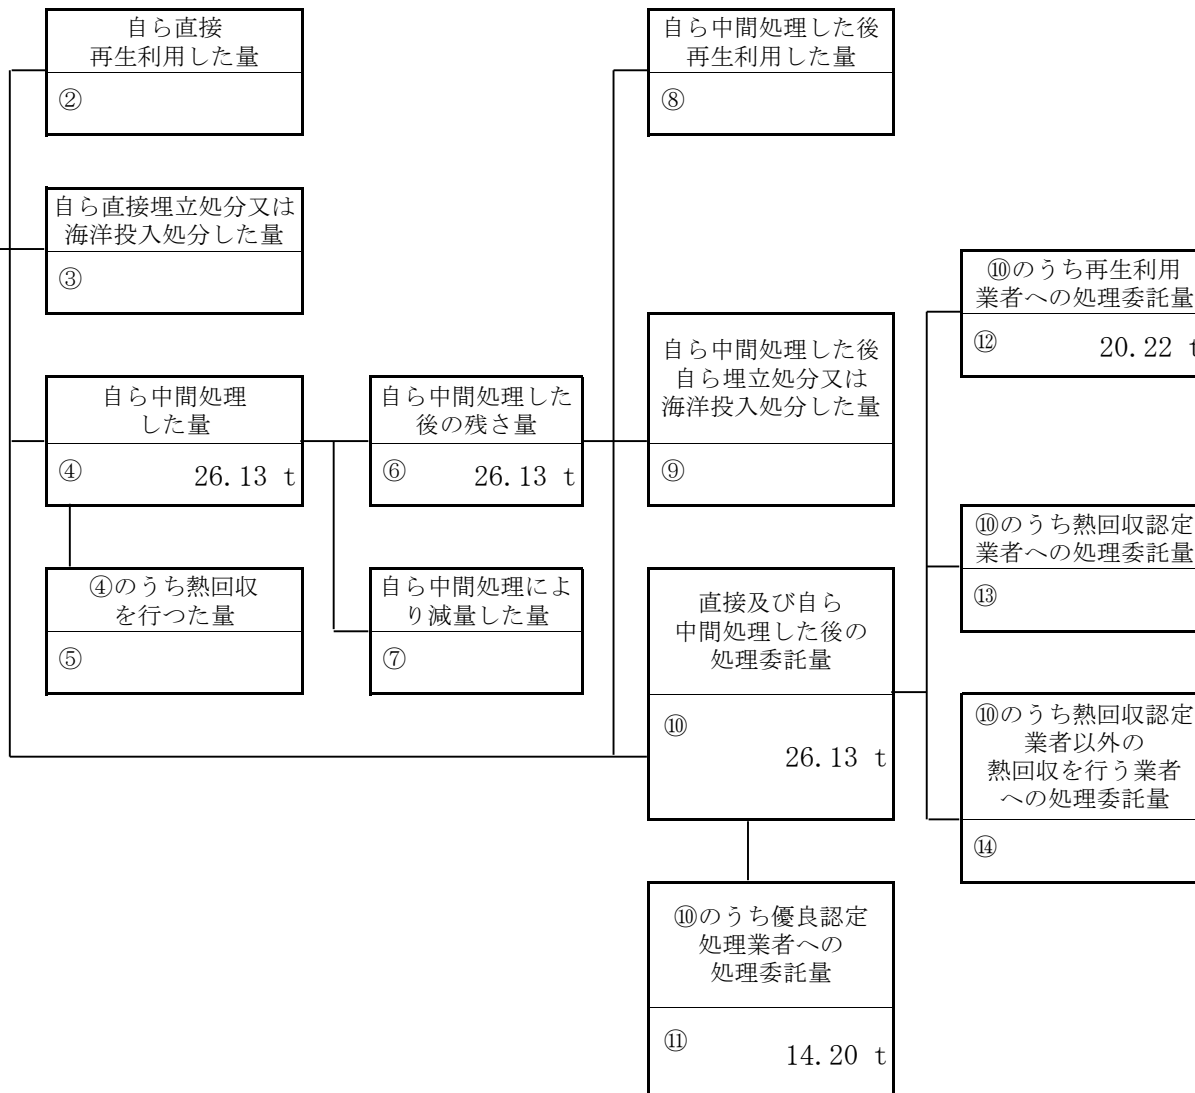 自ら直接
再生利用した量
②
自ら中間処理した後
再生利用した量
⑧
自ら直接埋立処分又は
海洋投入処分した量
③
⑩のうち再生利用
業者への処理委託量
⑫ 20.22 t
自ら中間処理した後
自ら埋立処分又は
海洋投入処分した量
⑨
自ら中間処理
した量
④ 26.13 t
自ら中間処理した
後の残さ量
⑥ 26.13 t
⑩のうち熱回収認定
業者への処理委託量
⑬
④のうち熱回収
を行つた量
⑤
自ら中間処理によ
り減量した量
⑦
直接及び自ら
中間処理した後の
処理委託量
⑩
26.13 t
⑩のうち熱回収認定
業者以外の
熱回収を行う業者
への処理委託量
⑭
⑩のうち優良認定
処理業者への
処理委託量
⑪ 14.20 t